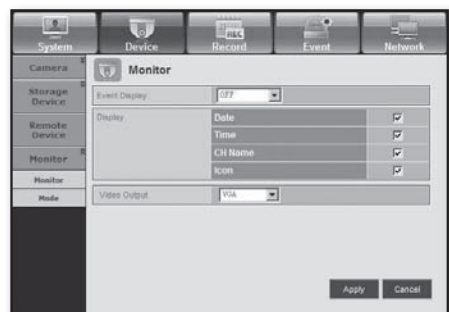 System Device Record Event Network
REC
Camera
Storage
Device
Remote
Device
Monitor
Monitor
Mode
Monitor
Event Display OFF
Display Date
Time
CH Name
Icon
Video Output VGA
Apply Cancel